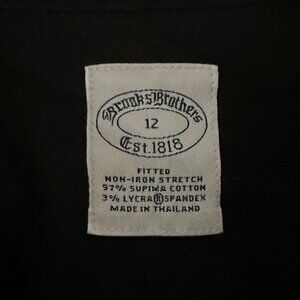 Brooks Brothers
12
Est. 1818
FITTED
NON-IRON STRETCH
97% SUPIMA COTTON
3% LYCRA® SPANDEX
MADE IN THAILAND